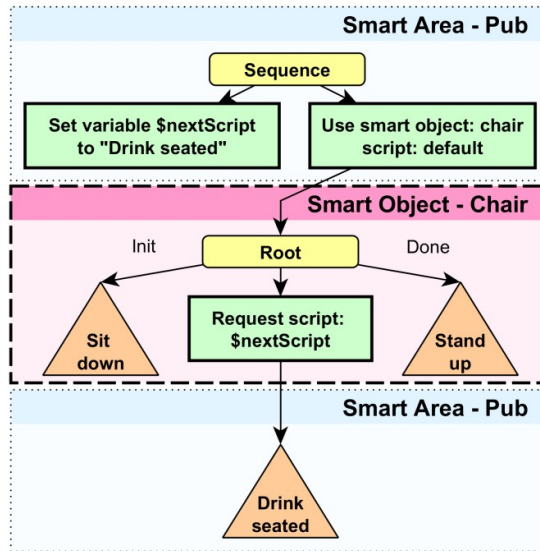 Smart Area - Pub
Sequence
Set variable $nextScript
to "Drink seated"
Use smart object: chair
script: default
Smart Object - Chair
Init
Root
Done
Sit
down
Request script:
$nextScript
Stand
up
Smart Area - Pub
Drink
seated